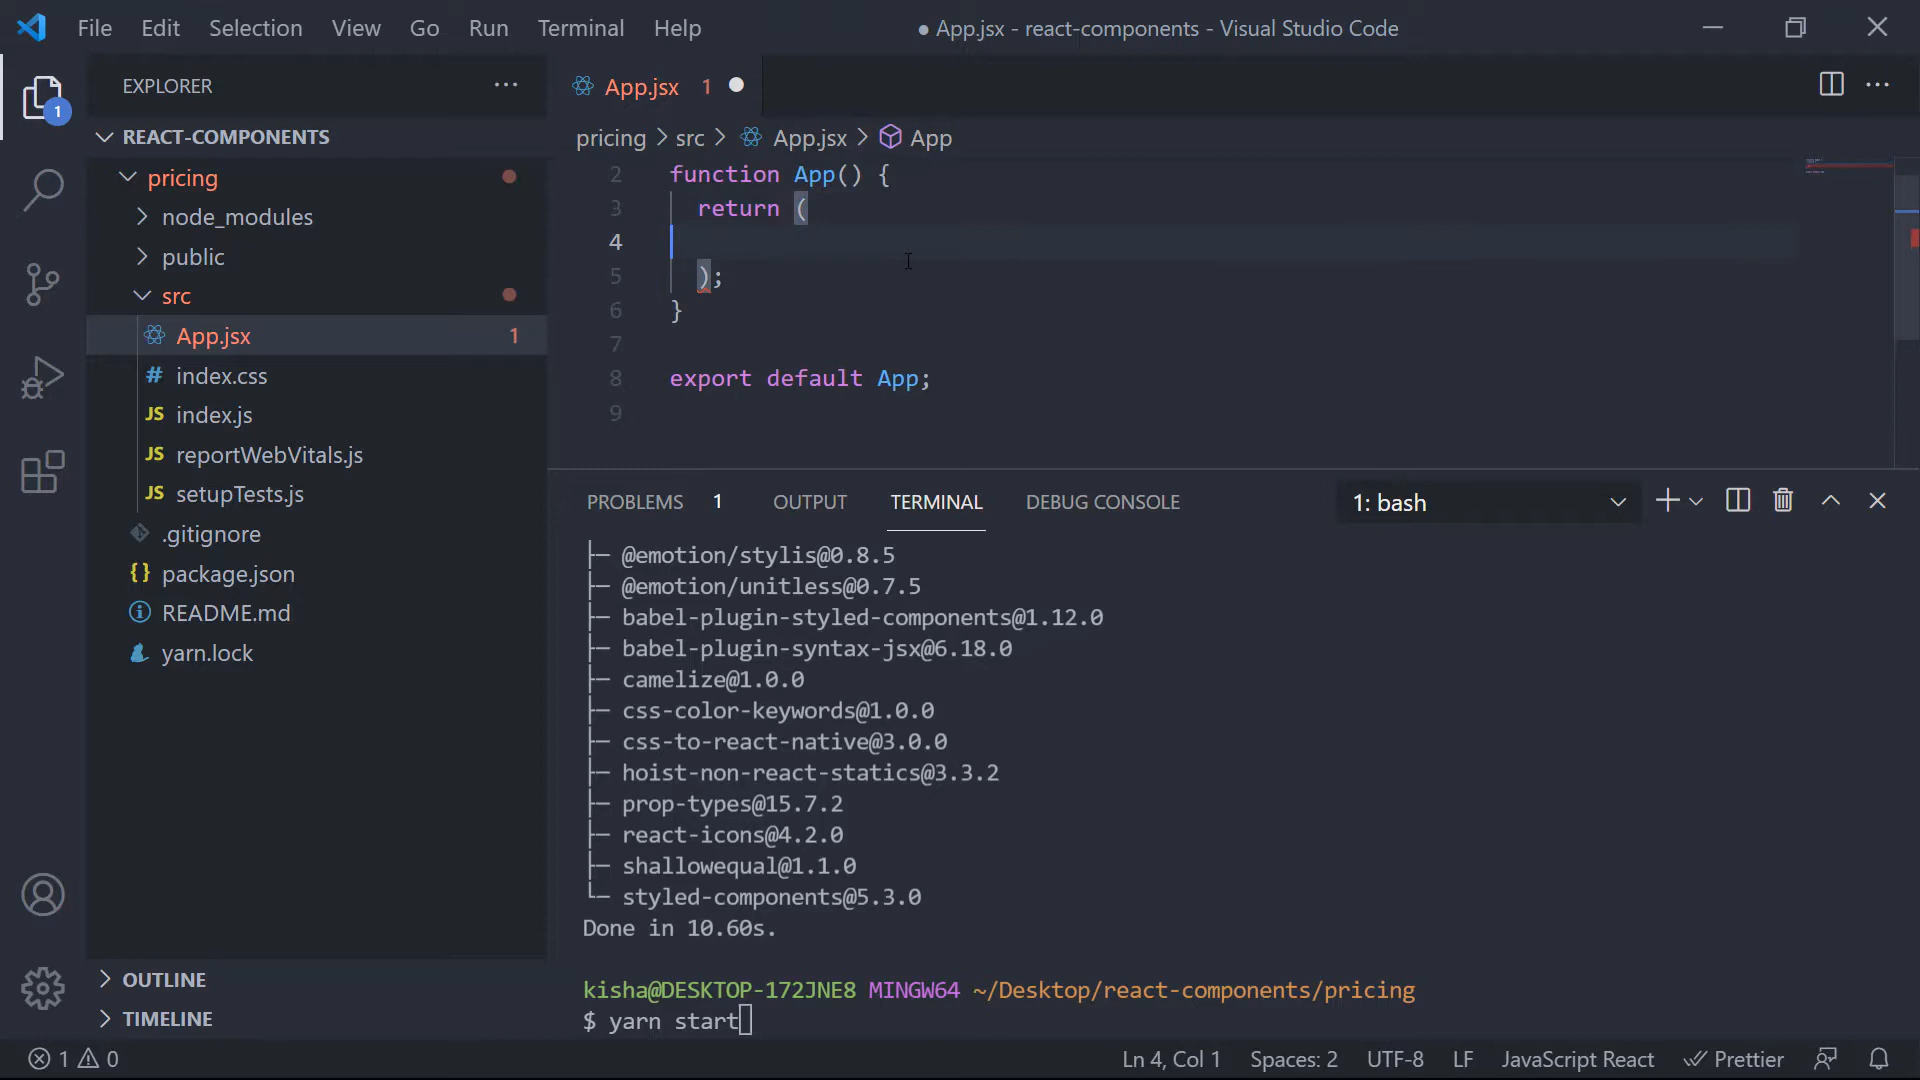 File Edit Selection View Go Run Terminal Help
● App.jsx - react-components - Visual Studio Code
1
EXPLORER ···
REACT-COMPONENTS
pricing
node_modules
public
src
App.jsx 1
# index.css
JS index.js
JS reportWebVitals.js
JS setupTests.js
.gitignore
{} package.json
README.md
yarn.lock
OUTLINE
TIMELINE
App.jsx 1 ●
pricing > src > App.jsx > App
2 function App() {
3 return (
4
5 );
6 }
7
8 export default App;
9
PROBLEMS 1 OUTPUT TERMINAL DEBUG CONSOLE 1: bash
├─ @emotion/stylis@0.8.5
├─ @emotion/unitless@0.7.5
├─ babel-plugin-styled-components@1.12.0
├─ babel-plugin-syntax-jsx@6.18.0
├─ camelize@1.0.0
├─ css-color-keywords@1.0.0
├─ css-to-react-native@3.0.0
├─ hoist-non-react-statics@3.3.2
├─ prop-types@15.7.2
├─ react-icons@4.2.0
├─ shallowequal@1.1.0
└─ styled-components@5.3.0
Done in 10.60s.
kisha@DESKTOP-172JNE8 MINGW64 ~/Desktop/react-components/pricing
$ yarn start
1 0 Ln 4, Col 1 Spaces: 2 UTF-8 LF JavaScript React Prettier